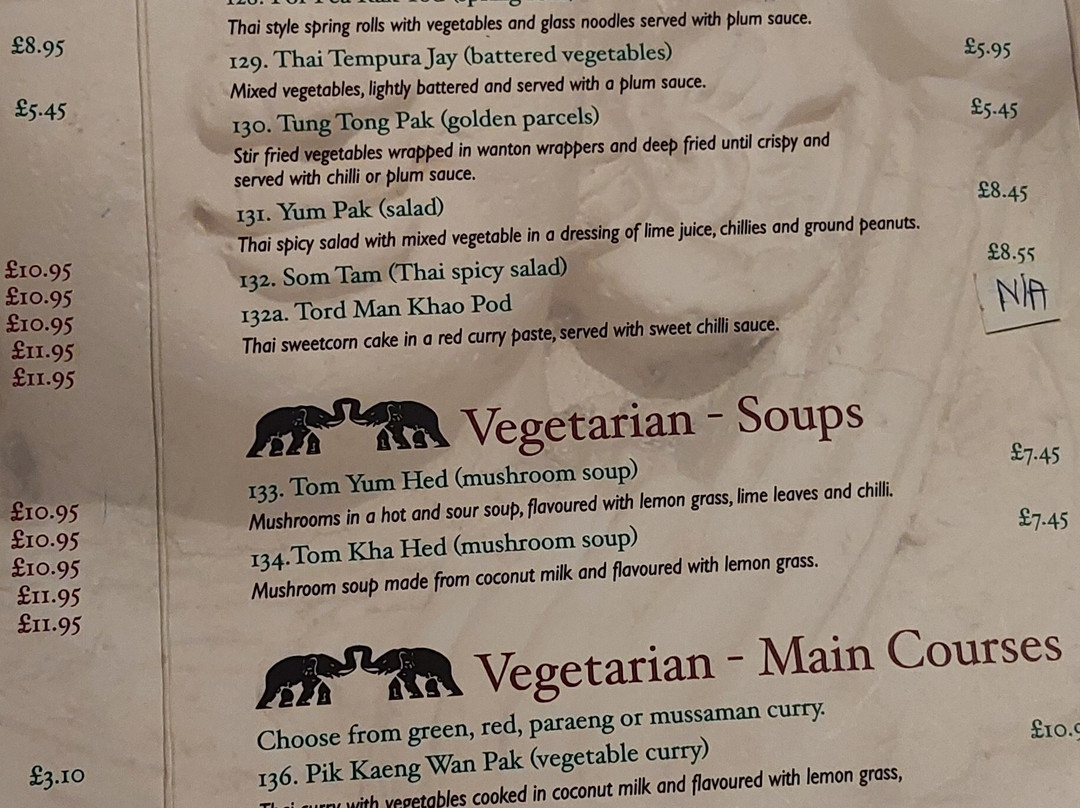 £8.95
£5.45
£10.95
£10.95
£10.95
£11.95
£11.95
£10.95
£10.95
£10.95
£11.95
£11.95
£3.10
Thai style spring rolls with vegetables and glass noodles served with plum sauce.
129. Thai Tempura Jay (battered vegetables) £5.95
Mixed vegetables, lightly battered and served with a plum sauce.
130. Tung Tong Pak (golden parcels) £5.45
Stir fried vegetables wrapped in wanton wrappers and deep fried until crispy and
served with chilli or plum sauce.
131. Yum Pak (salad) £8.45
Thai spicy salad with mixed vegetable in a dressing of lime juice, chillies and ground peanuts.
132. Som Tam (Thai spicy salad) £8.55
132a. Tord Man Khao Pod N/A
Thai sweetcorn cake in a red curry paste, served with sweet chilli sauce.
Vegetarian - Soups
133. Tom Yum Hed (mushroom soup) £7.45
Mushrooms in a hot and sour soup, flavoured with lemon grass, lime leaves and chilli.
134. Tom Kha Hed (mushroom soup) £7.45
Mushroom soup made from coconut milk and flavoured with lemon grass.
Vegetarian - Main Courses
Choose from green, red, paraeng or mussaman curry.
136. Pik Kaeng Wan Pak (vegetable curry) £10.9
Thai curry with vegetables cooked in coconut milk and flavoured with lemon grass,